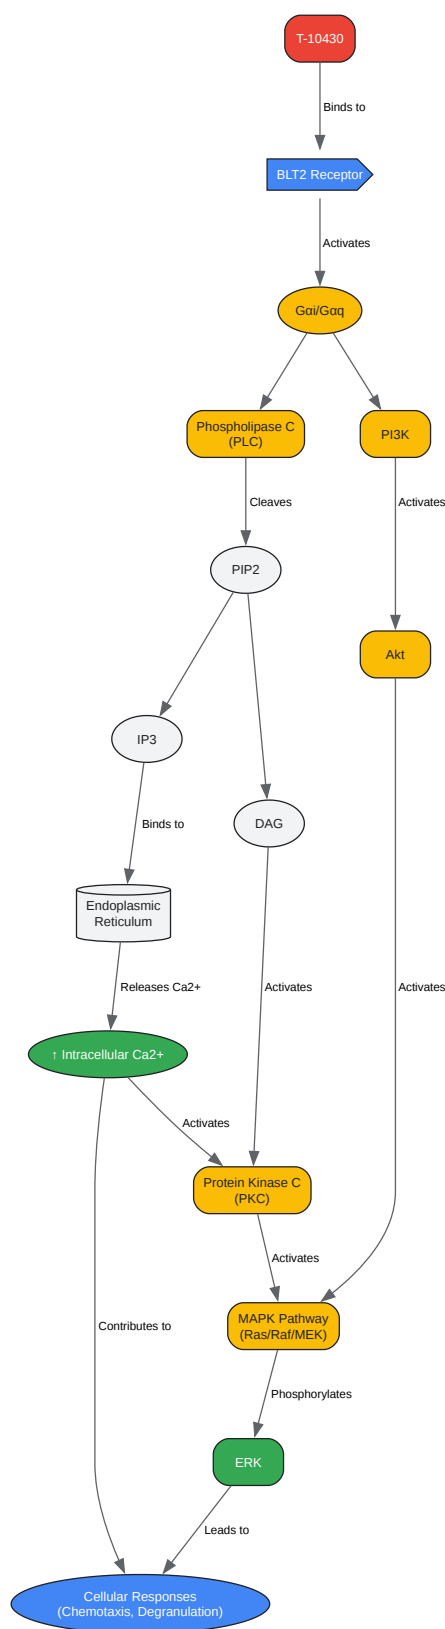 T-10430
Binds to
BLT2 Receptor
Activates
Gαi/Gαq
Phospholipase C
(PLC)
PI3K
Cleaves
Activates
PIP2
Akt
IP3
Binds to
DAG
Endoplasmic
Reticulum
Releases Ca2+
Activates
Activates
↑ Intracellular Ca2+
Activates
Protein Kinase C
(PKC)
Activates
MAPK Pathway
(Ras/Raf/MEK)
Contributes to
Phosphorylates
ERK
Leads to
Cellular Responses
(Chemotaxis, Degranulation)